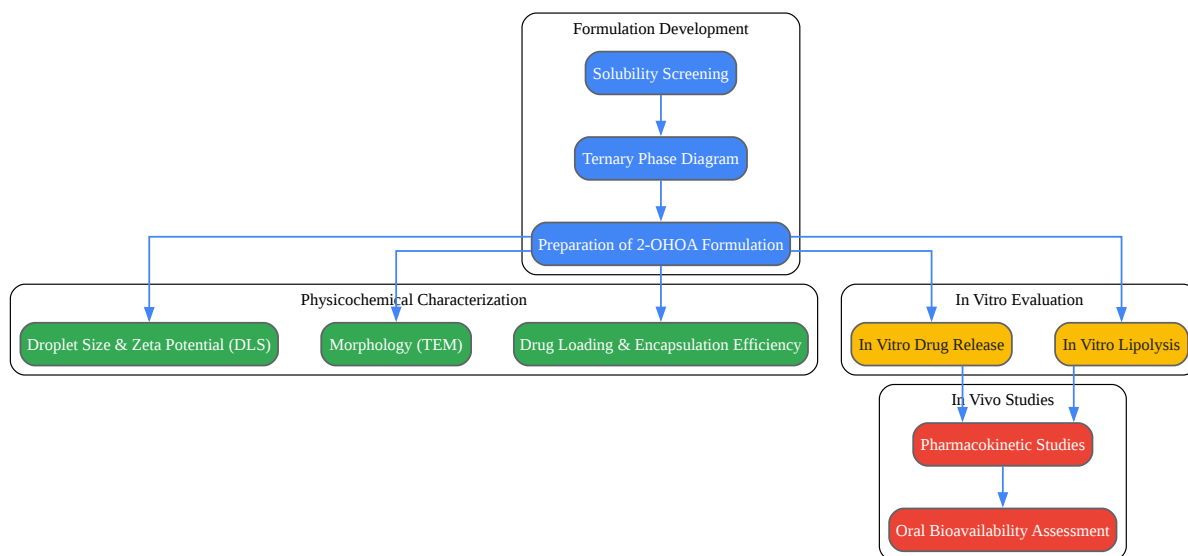 Formulation Development
Solubility Screening
Ternary Phase Diagram
Preparation of 2-OHOA Formulation
Physicochemical Characterization
Droplet Size & Zeta Potential (DLS)
Morphology (TEM)
Drug Loading & Encapsulation Efficiency
In Vitro Evaluation
In Vitro Drug Release
In Vitro Lipolysis
In Vivo Studies
Pharmacokinetic Studies
Oral Bioavailability Assessment